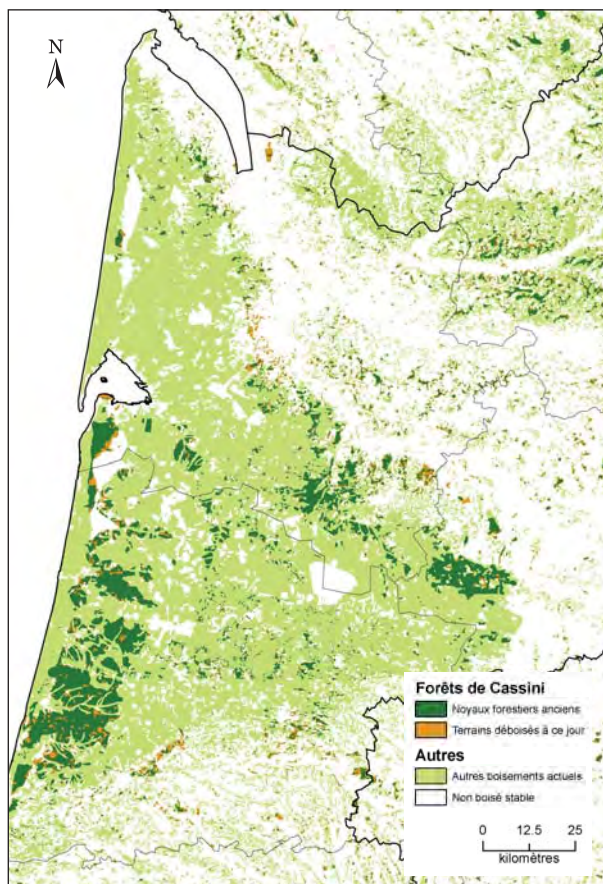 N
Forêts de Cassini
Noyaux forestiers anciens
Terrains déboisés à ce jour
Autres
Autres boisements actuels
Non boisé stable
0 12.5 25
kilomètres